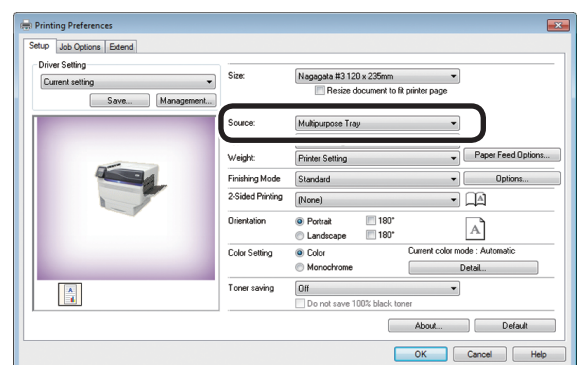 Printing Preferences
Setup Job Options Extend
Driver Setting
Current setting
Save... Management...
Size: Nagagata #3 120 x 235mm
Resize document to fit printer page
Source: Multipurpose Tray
Weight: Printer Setting Paper Feed Options...
Finishing Mode Standard Options...
2-Sided Printing (None)
Orientation Portrait 180°
Landscape 180°
A
Color Setting Color Current color mode : Automatic
Monochrome Detail...
Toner saving Off
Do not save 100% black toner
About... Default
OK Cancel Help